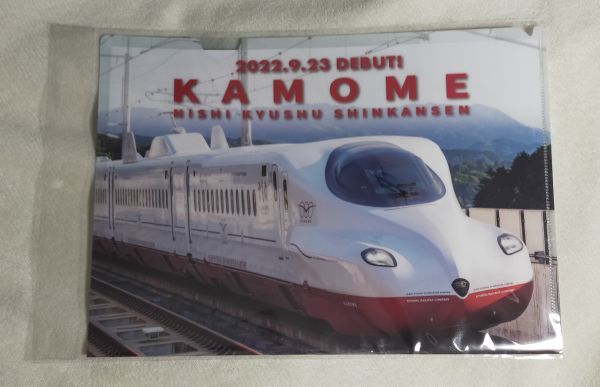 2022.9.23 DEBUT!
KAMOME
NISHI KYUSHU SHINKANSEN